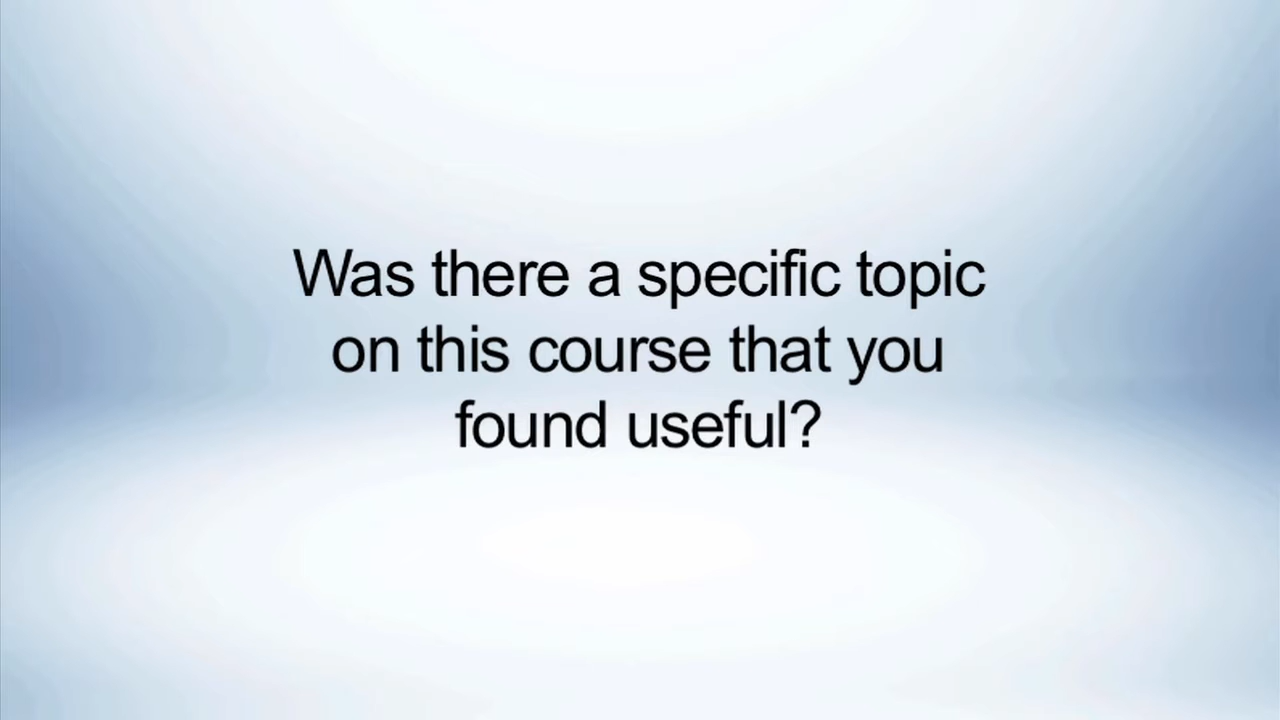 Was there a specific topic
on this course that you
found useful?